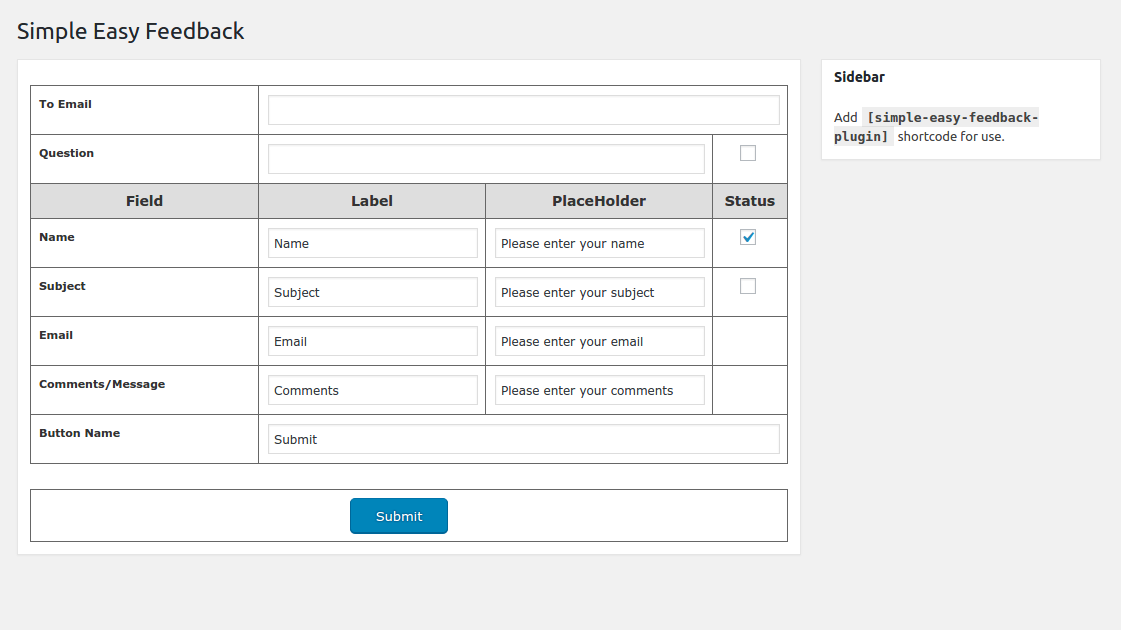 Simple Easy Feedback
To Email
Question
Field Label PlaceHolder Status
Name Name Please enter your name
Subject Subject Please enter your subject
Email Email Please enter your email
Comments/Message Comments Please enter your comments
Button Name Submit
Submit
Sidebar
Add [simple-easy-feedback-
plugin] shortcode for use.